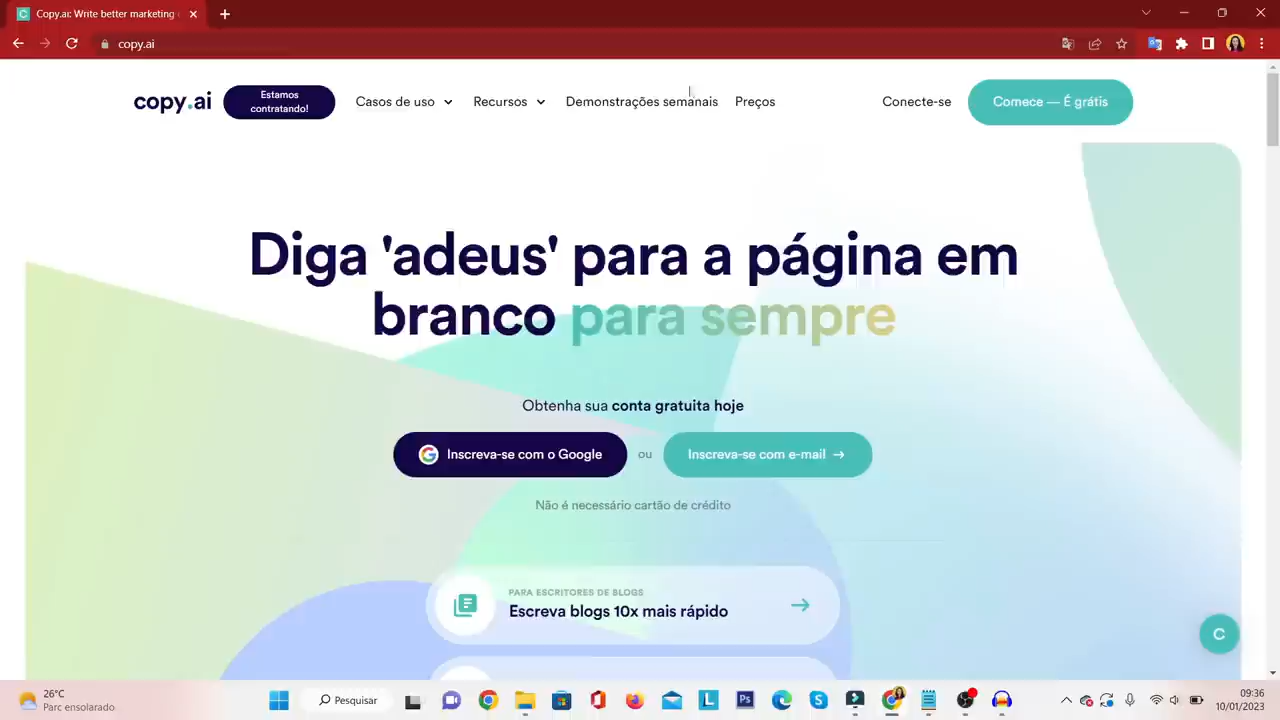 Copy.ai: Write better marketing
copy.ai
copy.ai
Estamos
contratando!
Casos de uso
Recursos
Demonstrações semanais
Preços
Conecte-se
Comece — É grátis
Diga 'adeus' para a página em
branco para sempre
Obtenha sua conta gratuita hoje
Inscreva-se com o Google
ou
Inscreva-se com e-mail →
Não é necessário cartão de crédito
PARA ESCRITORES DE BLOGS
Escreva blogs 10x mais rápido
C
26°C
Parc ensolarado
Pesquisar
09:36
10/01/2023